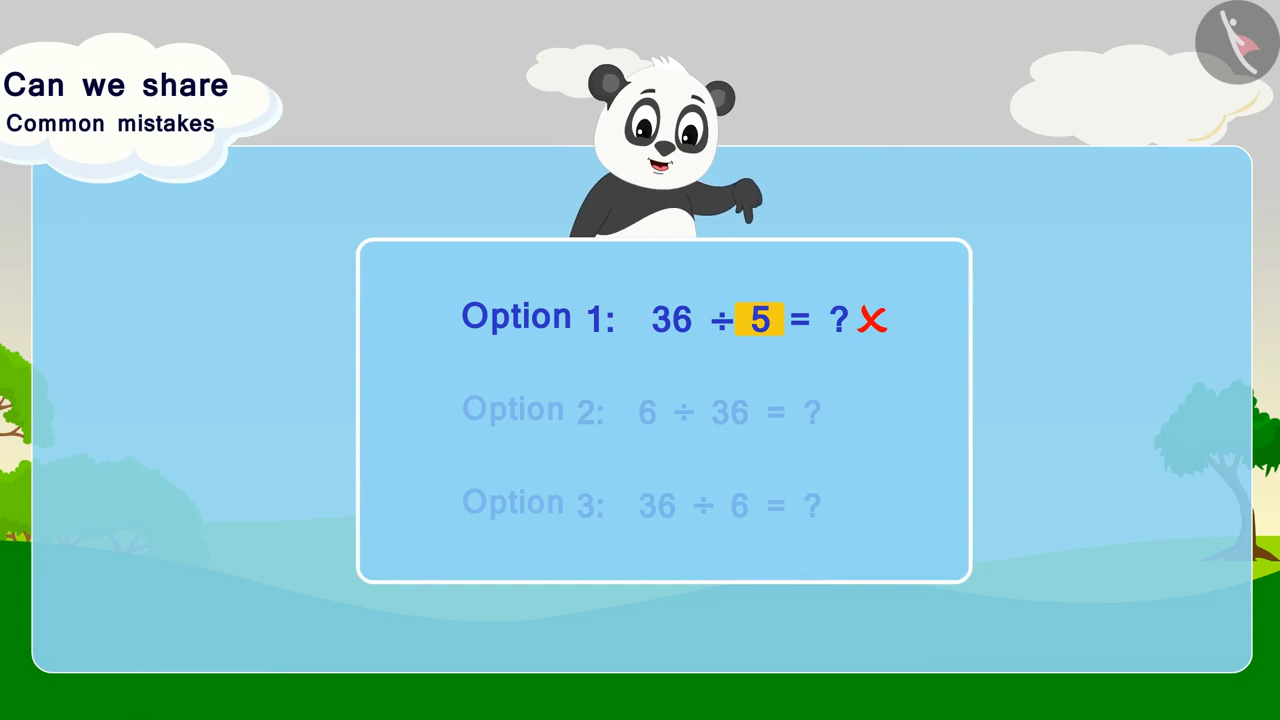 Can we share
Common mistakes
Option 1: 36 ÷ 5 = ? ✗
Option 2: 6 ÷ 36 = ?
Option 3: 36 ÷ 6 = ?